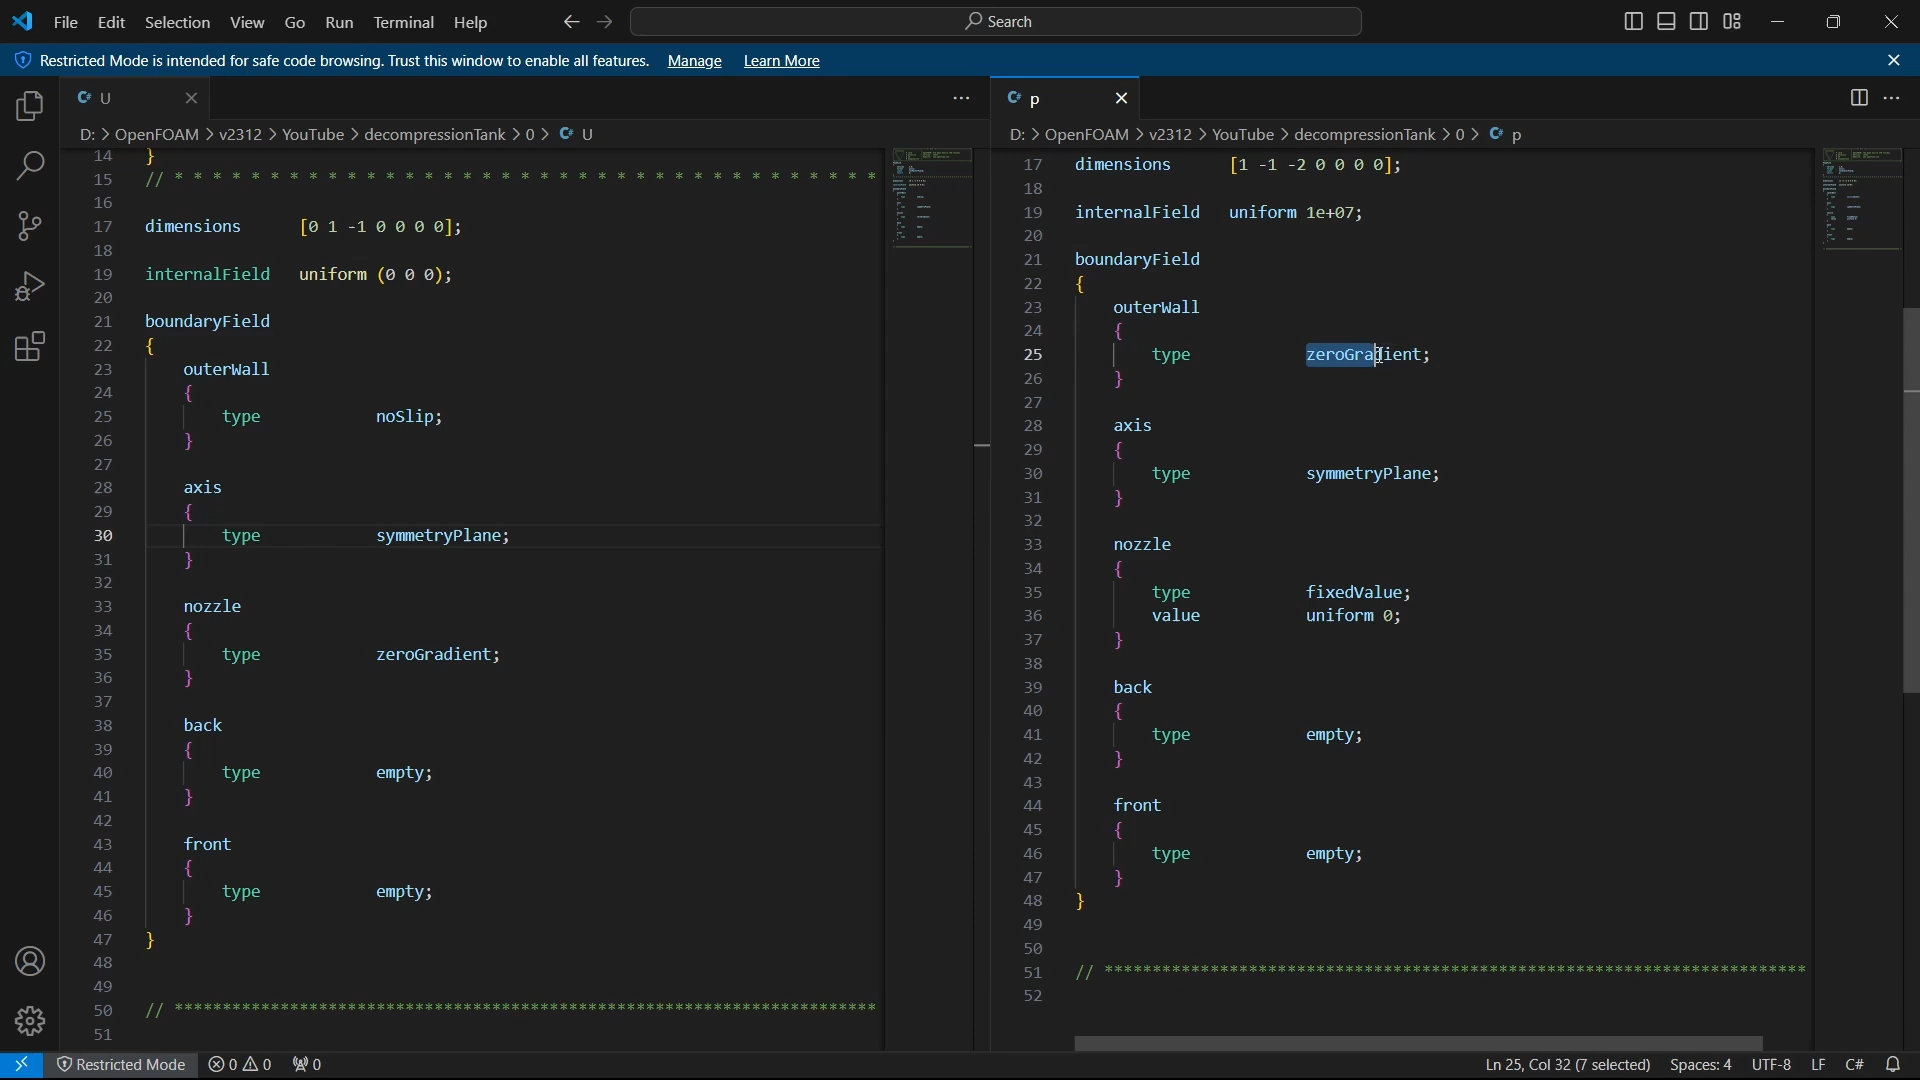 File Edit Selection View Go Run Terminal Help
Search
Restricted Mode is intended for safe code browsing. Trust this window to enable all features. Manage Learn More
C# U
D: > OpenFOAM > v2312 > YouTube > decompressionTank > 0 > C# U
14 }
15 // * * * * * * * * * * * * * * * * * * * * * * * * * * * * * * * * * * * * *
16
17 dimensions [0 1 -1 0 0 0 0];
18
19 internalField uniform (0 0 0);
20
21 boundaryField
22 {
23 outerWall
24 {
25 type noSlip;
26 }
27
28 axis
29 {
30 type symmetryPlane;
31 }
32
33 nozzle
34 {
35 type zeroGradient;
36 }
37
38 back
39 {
40 type empty;
41 }
42
43 front
44 {
45 type empty;
46 }
47 }
48
49
50 // *************************************************************************
51
C# p
D: > OpenFOAM > v2312 > YouTube > decompressionTank > 0 > C# p
17 dimensions [1 -1 -2 0 0 0 0];
18
19 internalField uniform 1e+07;
20
21 boundaryField
22 {
23 outerWall
24 {
25 type zeroGradient;
26 }
27
28 axis
29 {
30 type symmetryPlane;
31 }
32
33 nozzle
34 {
35 type fixedValue;
36 value uniform 0;
37 }
38
39 back
40 {
41 type empty;
42 }
43
44 front
45 {
46 type empty;
47 }
48 }
49
50
51 // *************************************************************************
52
Restricted Mode 0 0 0 Ln 25, Col 32 (7 selected) Spaces: 4 UTF-8 LF C#